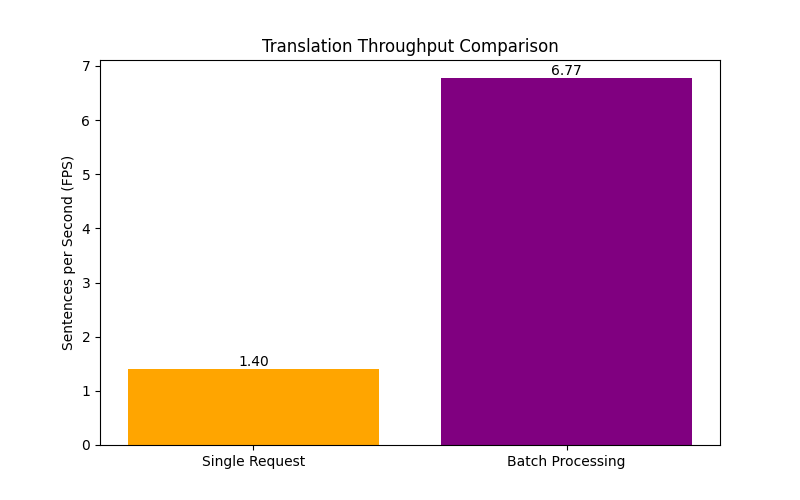 Translation Throughput Comparison
Sentences per Second (FPS)
7
6
5
4
3
2
1
0
1.40
6.77
Single Request
Batch Processing